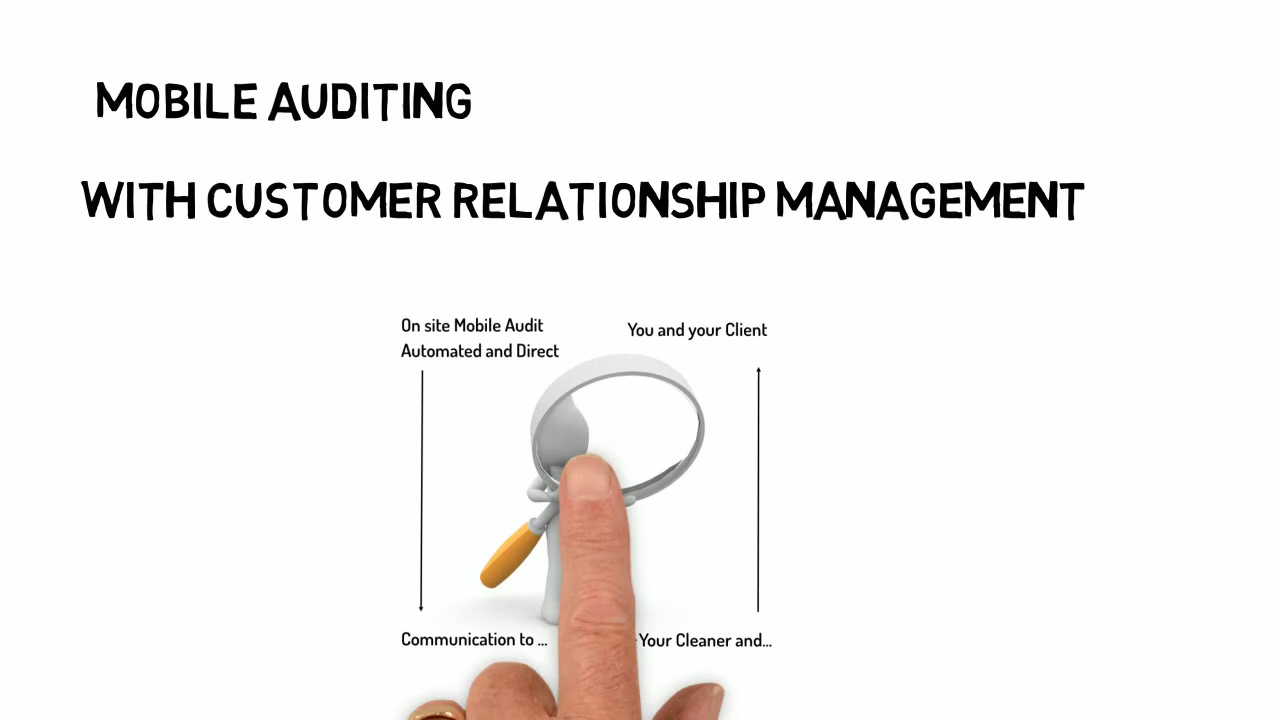 MOBILE AUDITING
WITH CUSTOMER RELATIONSHIP MANAGEMENT
On site Mobile Audit
Automated and Direct
You and your Client
Communication to ...
Your Cleaner and...